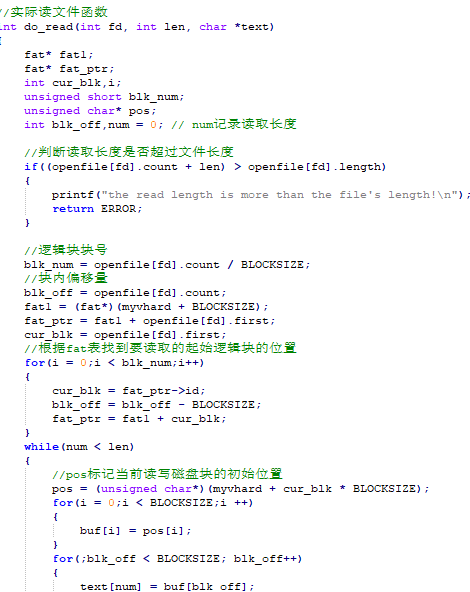 //实际读文件函数
int do_read(int fd, int len, char *text)
{
fat* fat1;
fat* fat_ptr;
int cur_blk,i;
unsigned short blk_num;
unsigned char* pos;
int blk_off,num = 0; // num记录读取长度
//判断读取长度是否超过文件长度
if((openfile[fd].count + len) > openfile[fd].length)
{
printf("the read length is more than the file's length!\n");
return ERROR;
}
//逻辑块块号
blk_num = openfile[fd].count / BLOCKSIZE;
//块内偏移量
blk_off = openfile[fd].count;
fat1 = (fat*)(myvhard + BLOCKSIZE);
fat_ptr = fat1 + openfile[fd].first;
cur_blk = openfile[fd].first;
//根据fat表找到要读取的起始逻辑块的位置
for(i = 0;i < blk_num;i++)
{
cur_blk = fat_ptr->id;
blk_off = blk_off - BLOCKSIZE;
fat_ptr = fat1 + cur_blk;
}
while(num < len)
{
//pos标记当前读写磁盘块的初始位置
pos = (unsigned char*)(myvhard + cur_blk * BLOCKSIZE);
for(i = 0;i < BLOCKSIZE;i ++)
{
buf[i] = pos[i];
}
for(;blk_off < BLOCKSIZE; blk_off++)
{
text[num] = buf[blk_off];